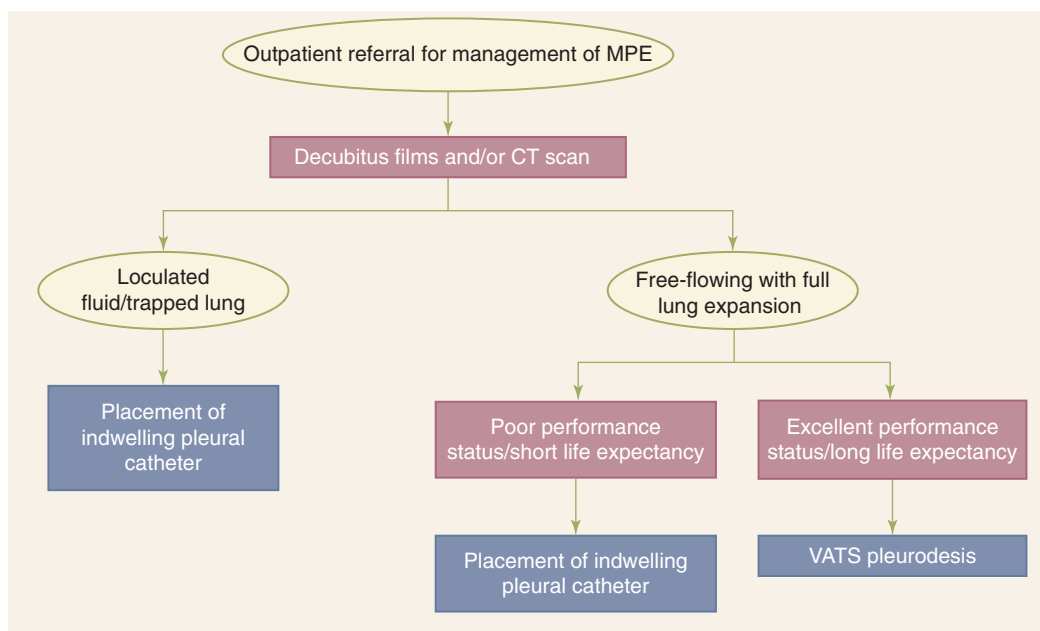 Outpatient referral for management of MPE
Decubitus films and/or CT scan
Loculated
fluid/trapped lung
Free-flowing with full
lung expansion
Placement of
indwelling pleural
catheter
Poor performance
status/short life expectancy
Excellent performance
status/long life expectancy
Placement of indwelling
pleural catheter
VATS pleurodesis